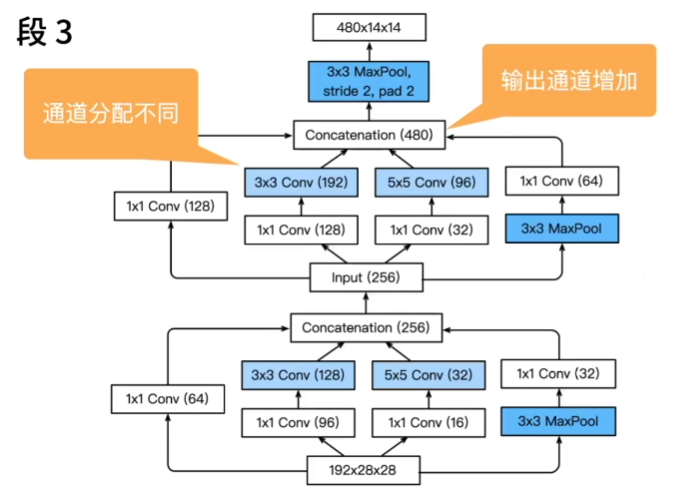 段 3
480x14x14
3x3 MaxPool,
stride 2, pad 2
输出通道增加
通道分配不同
Concatenation (480)
3x3 Conv (192)
5x5 Conv (96)
1x1 Conv (64)
1x1 Conv (128)
1x1 Conv (128)
1x1 Conv (32)
3x3 MaxPool
Input (256)
Concatenation (256)
3x3 Conv (128)
5x5 Conv (32)
1x1 Conv (32)
1x1 Conv (64)
1x1 Conv (96)
1x1 Conv (16)
3x3 MaxPool
192x28x28